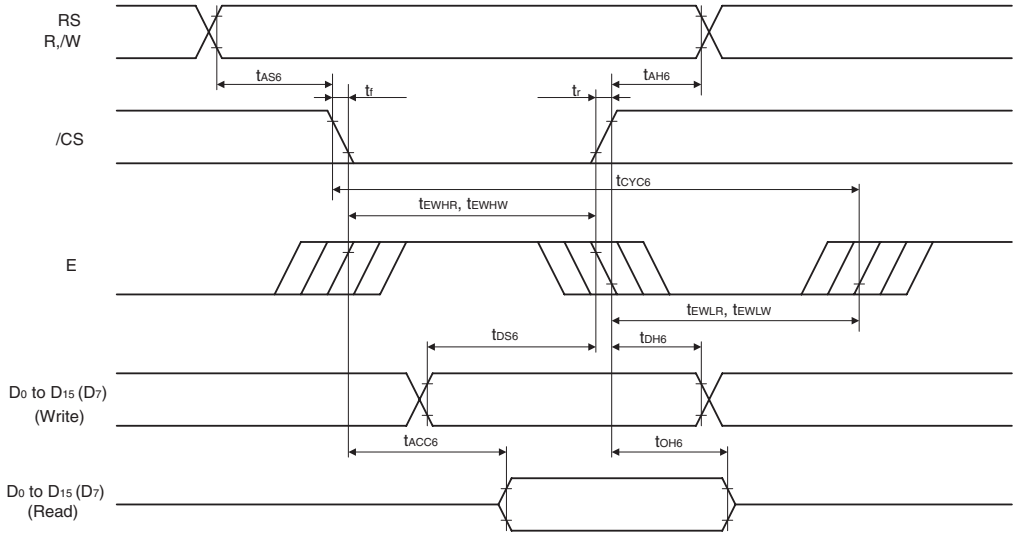 RS
R,/W
tAS6
tAH6
tf
tr
/CS
tCYC6
tEWHR, tEWHW
E
tEWLR, tEWLW
tDS6
tDH6
D0 to D15 (D7)
(Write)
tACC6
tOH6
D0 to D15 (D7)
(Read)